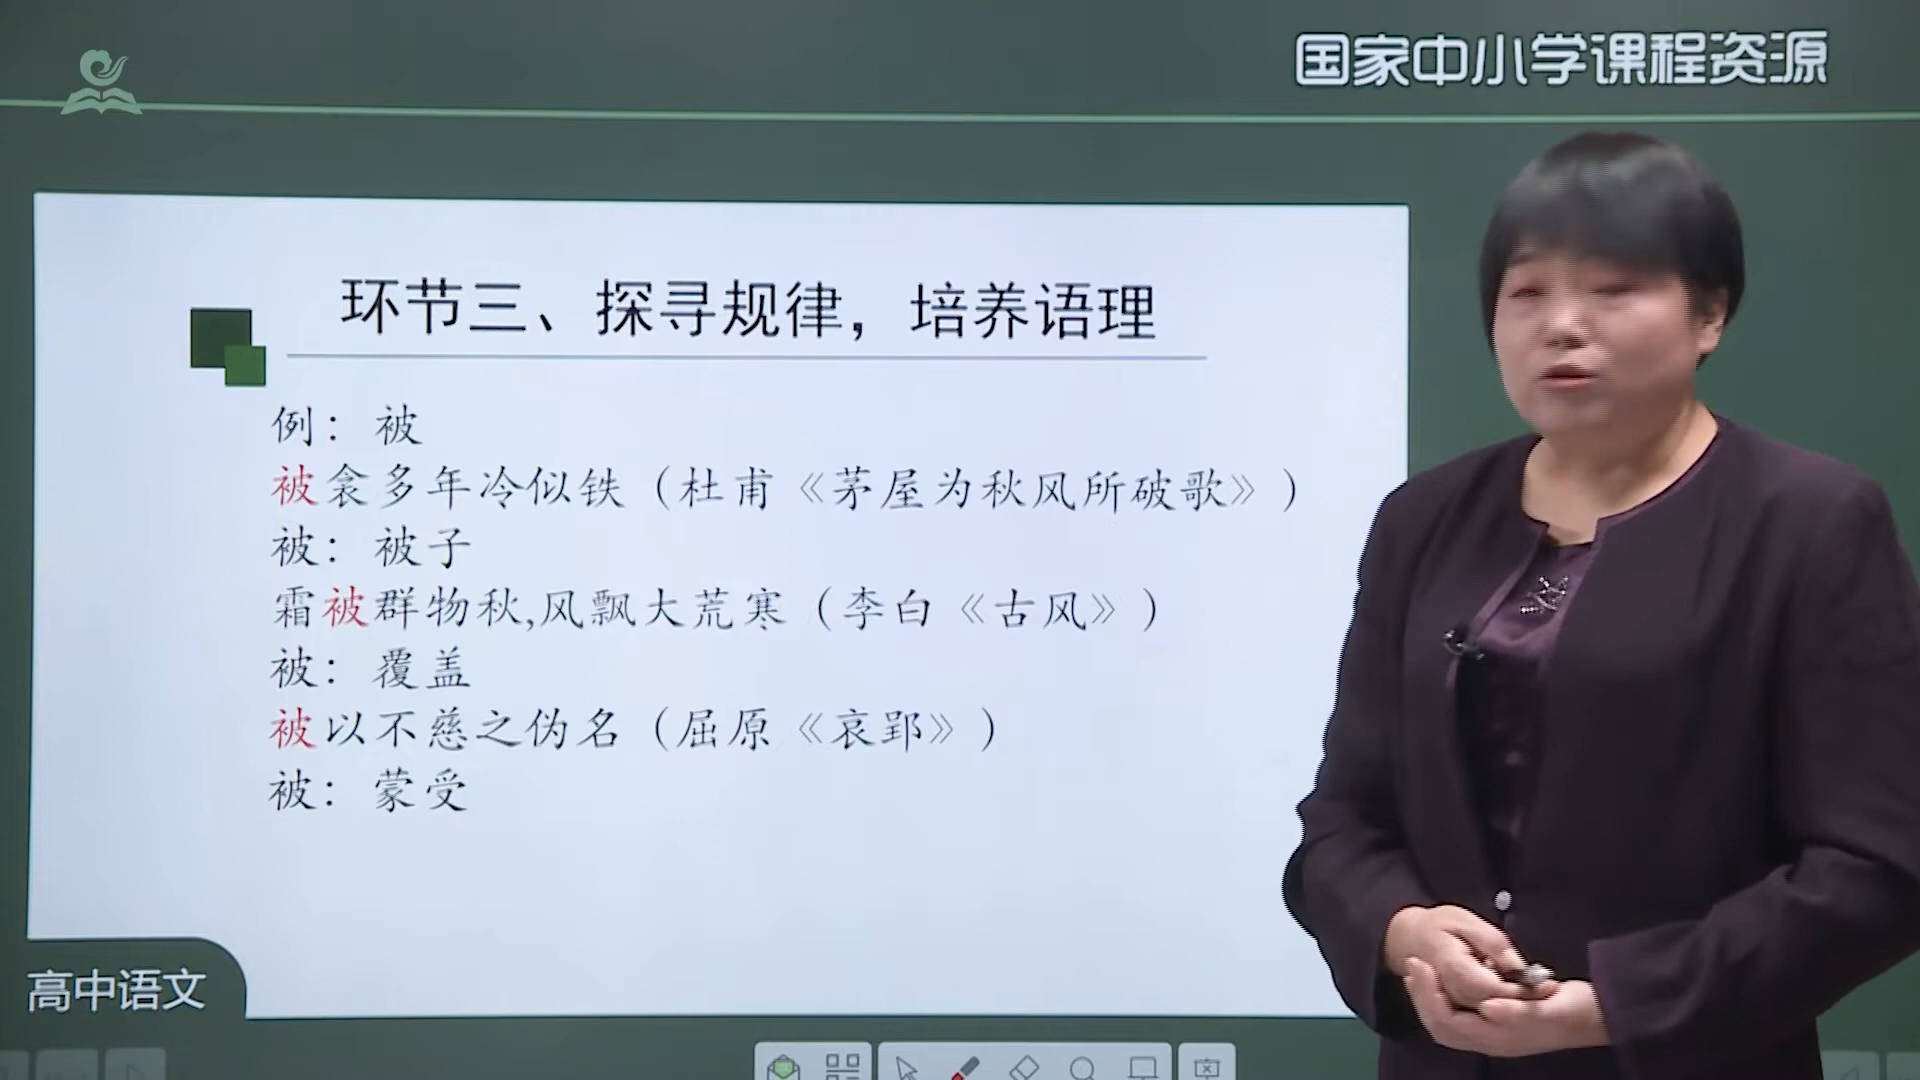 国家中小学课程资源
环节三、探寻规律，培养语理
例：被
被衾多年冷似铁（杜甫《茅屋为秋风所破歌》）
被：被子
霜被群物秋,风飘大荒寒（李白《古风》）
被：覆盖
被以不慈之伪名（屈原《哀郢》）
被：蒙受
高中语文